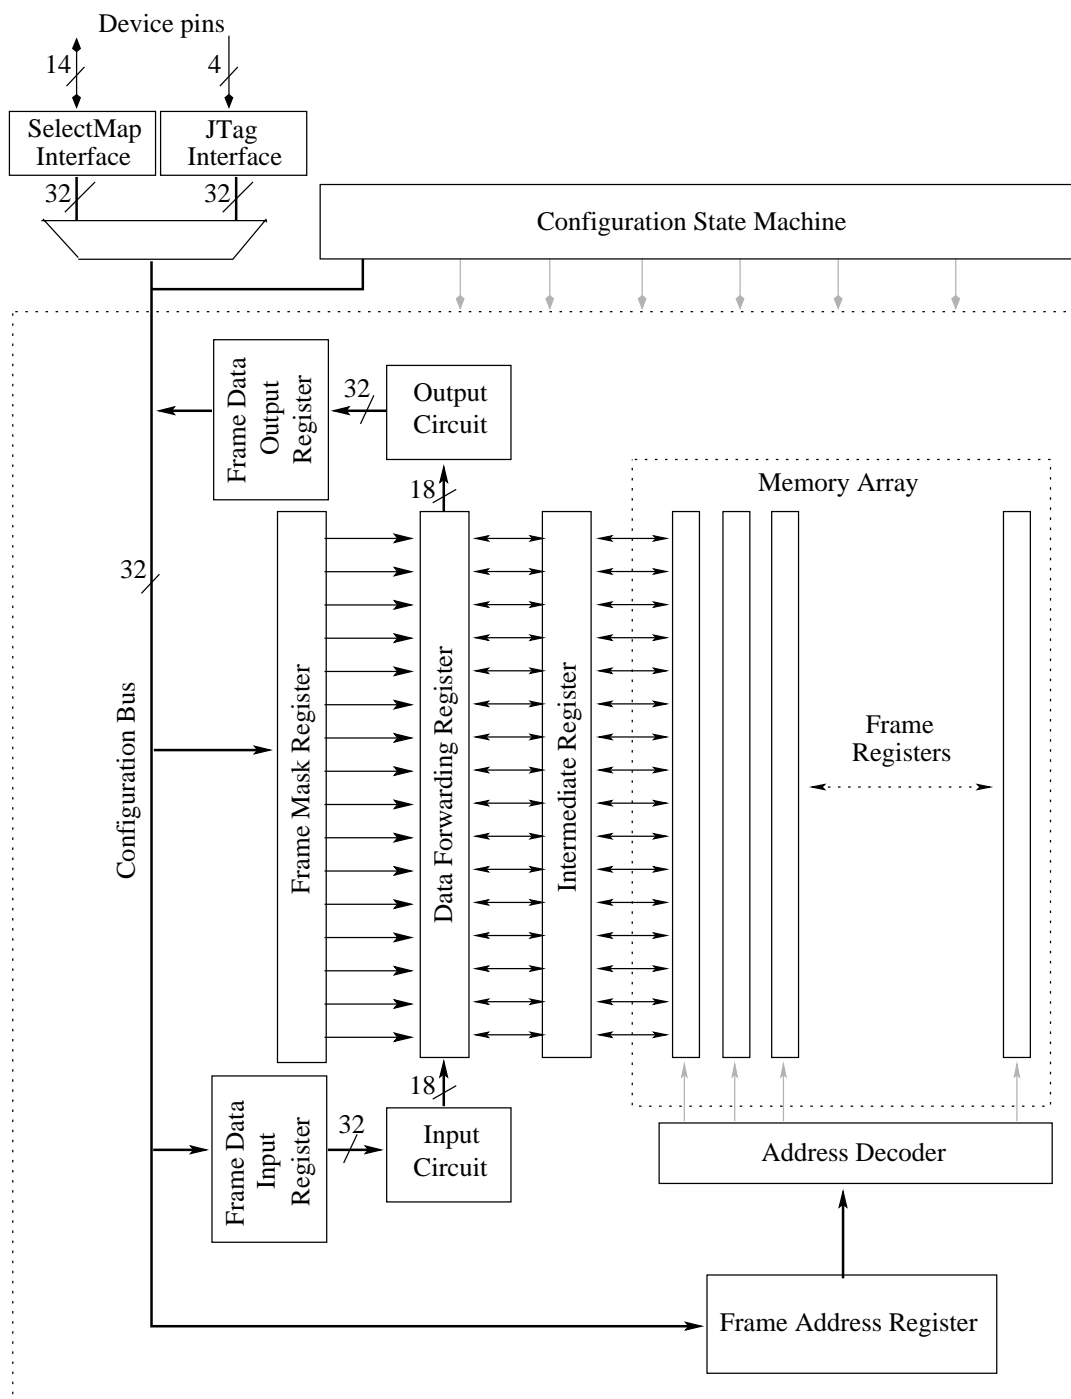 Device pins
14
4
SelectMap
Interface
JTag
Interface
32
32
Configuration State Machine
Frame Data
Output
Register
32
Output
Circuit
18
Memory Array
32
Configuration Bus
Frame Mask Register
Data Forwarding Register
Intermediate Register
Frame
Registers
18
Frame Data
Input
Register
32
Input
Circuit
Address Decoder
Frame Address Register